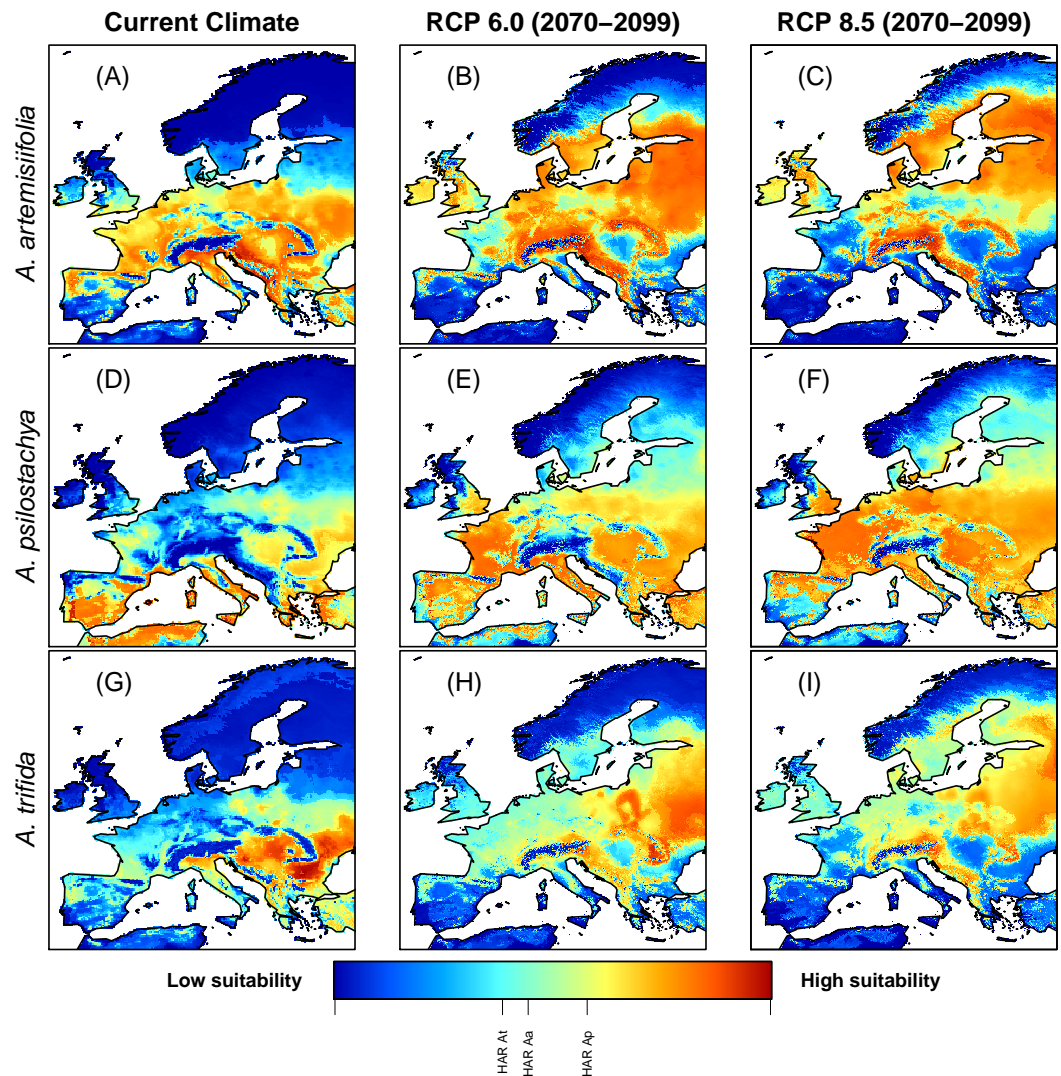 Current Climate
RCP 6.0 (2070–2099)
RCP 8.5 (2070–2099)
A. artemisiifolia
(A)
(B)
(C)
A. psilostachya
(D)
(E)
(F)
A. trifida
(G)
(H)
(I)
Low suitability
High suitability
HAR At
HAR Aa
HAR Ap